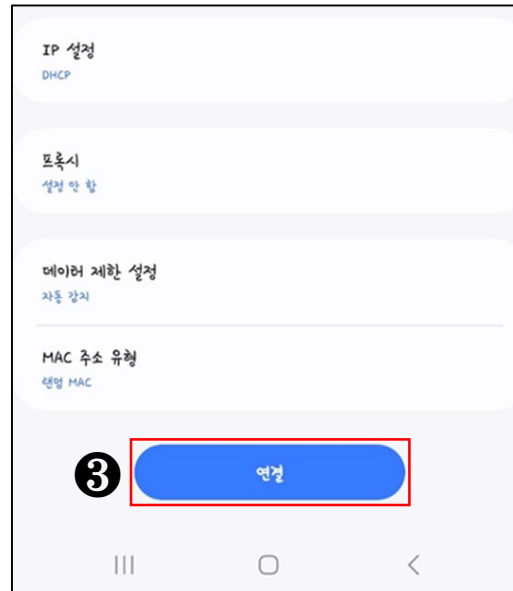 IP 설정
DHCP
프록시
설정 안 함
데이터 제한 설정
자동 감지
MAC 주소 유형
랜덤 MAC
❸ 연결